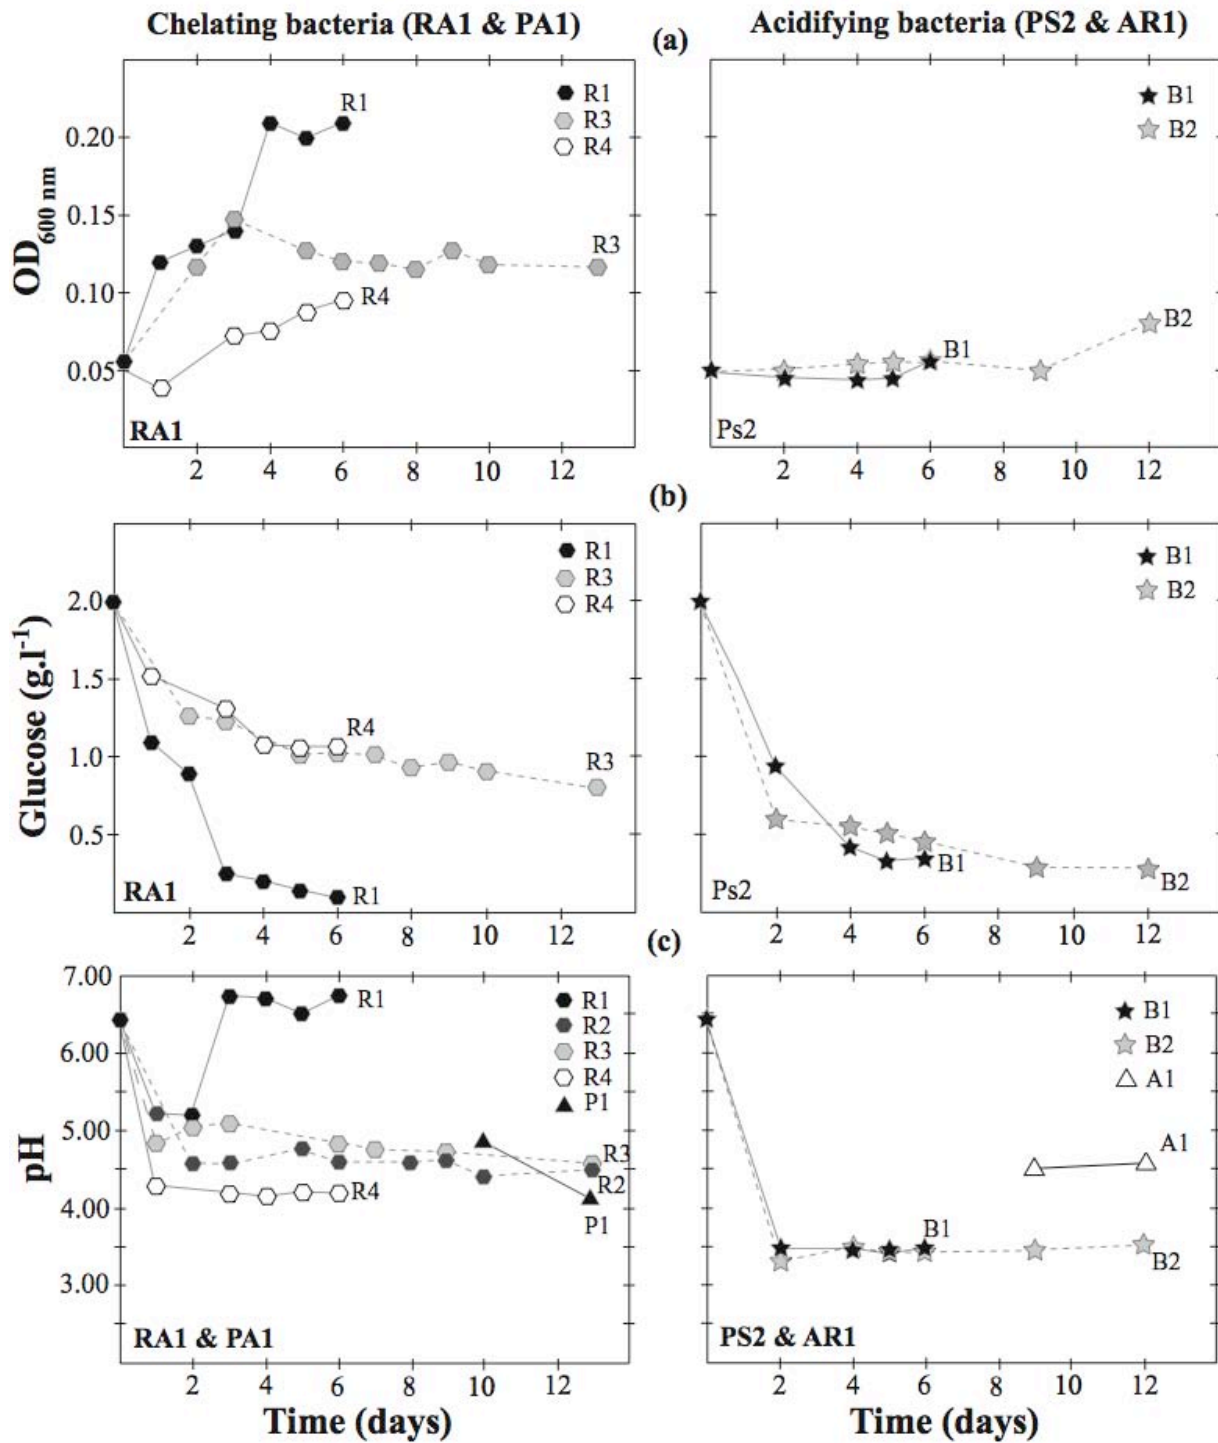 Chelating bacteria (RA1 & PA1)
Acidifying bacteria (PS2 & AR1)
(a)
OD600 nm
0.20
0.15
0.10
0.05
R1
R3
R4
R1
R3
R4
RA1
2 4 6 8 10 12
B1
B2
B1
B2
Ps2
2 4 6 8 10 12
(b)
Glucose (g.l-1)
2.0
1.5
1.0
0.5
R1
R3
R4
R4
R3
R1
RA1
2 4 6 8 10 12
B1
B2
B1
B2
Ps2
2 4 6 8 10 12
(c)
pH
7.00
6.00
5.00
4.00
3.00
R1
R2
R3
R4
P1
R1
R3
R2
R4
P1
RA1 & PA1
2 4 6 8 10 12
Time (days)
B1
B2
A1
A1
B1
B2
PS2 & AR1
2 4 6 8 10 12
Time (days)